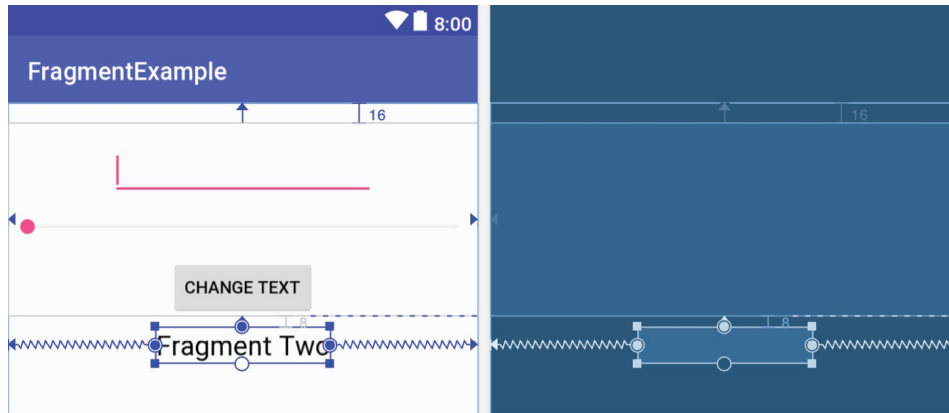 8:00
FragmentExample
16
16
CHANGE TEXT
8
8
Fragment Two